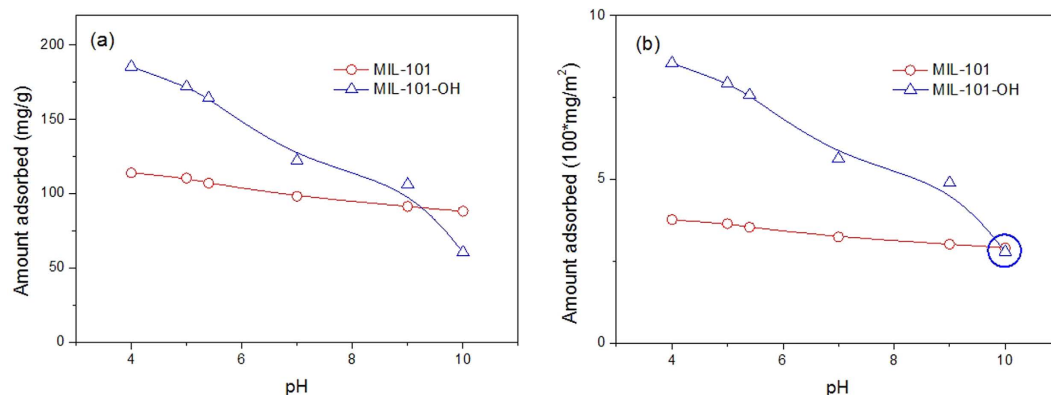 (a)
MIL-101
MIL-101-OH
Amount adsorbed (mg/g)
200
150
100
50
0
4
6
8
10
pH
(b)
MIL-101
MIL-101-OH
Amount adsorbed (100*mg/m²)
10
5
0
4
6
8
10
pH